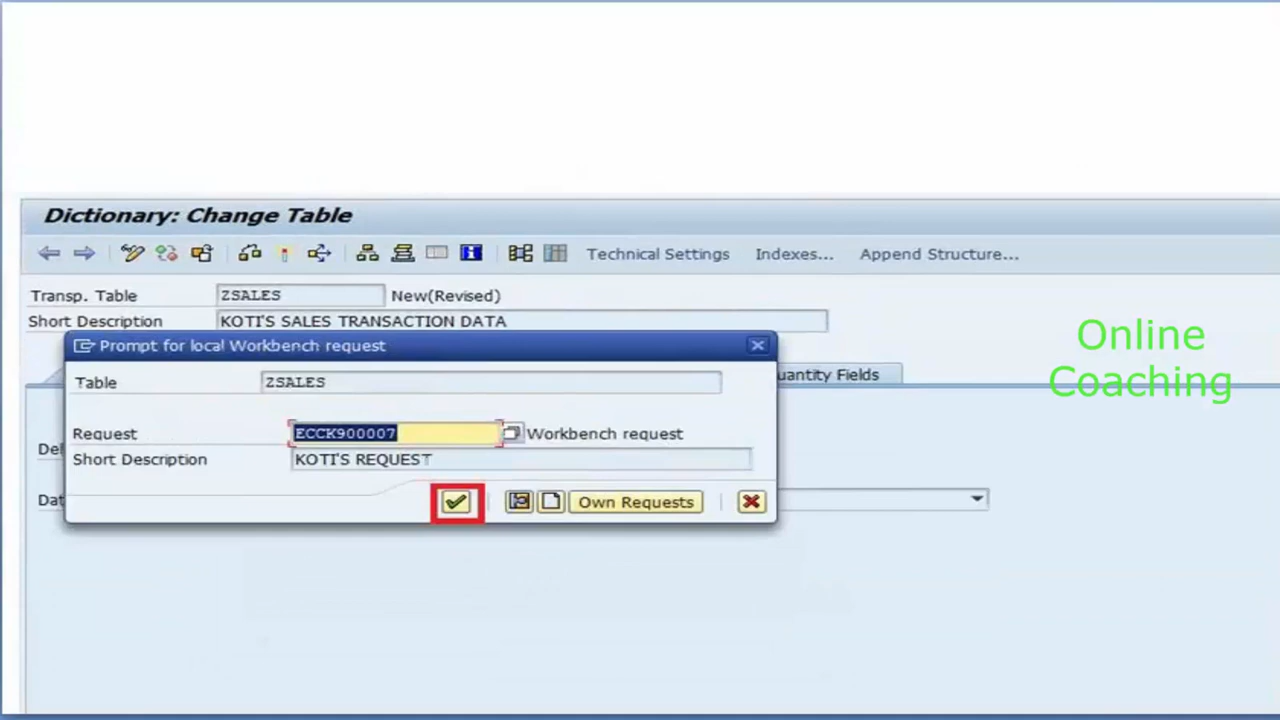 Dictionary: Change Table
Technical Settings Indexes... Append Structure...
Transp. Table ZSALES New(Revised)
Short Description KOTI'S SALES TRANSACTION DATA
Prompt for local Workbench request
Table ZSALES
Request ECCK900007 Workbench request
Short Description KOTI'S REQUEST
Own Requests
Online
Coaching